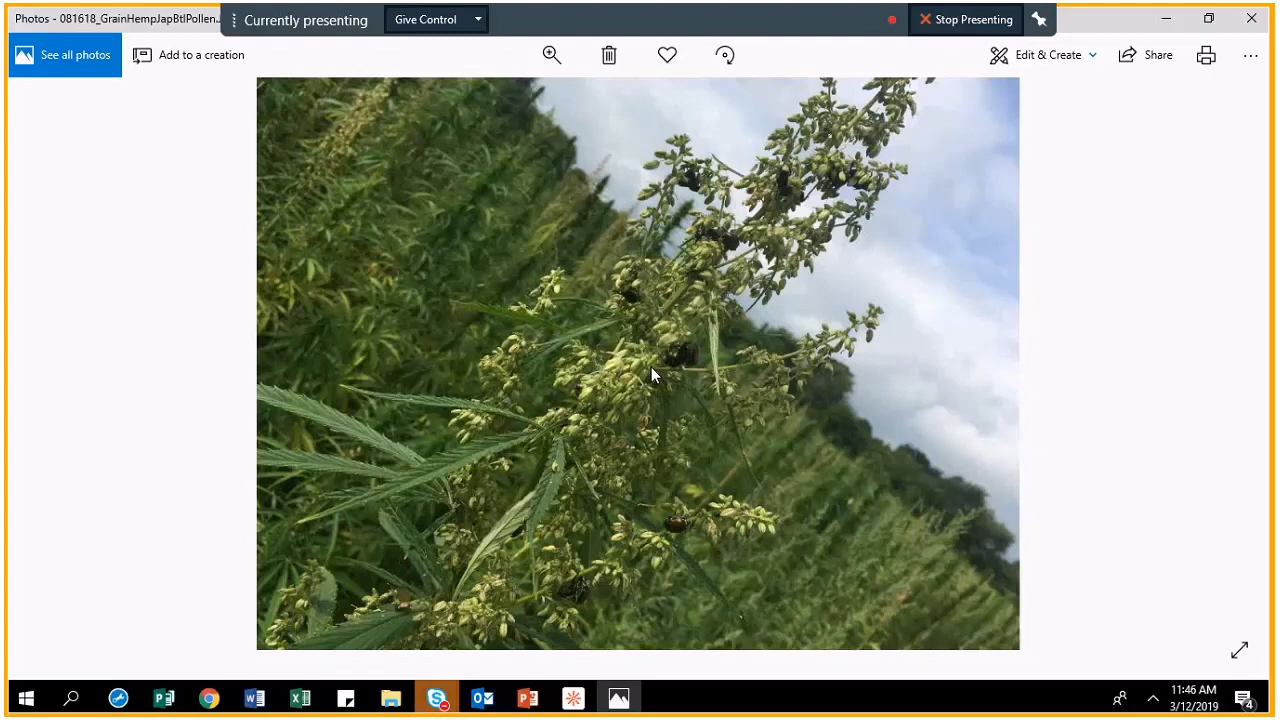 Photos - 081618_GrainHempJapBtlPollen...
Currently presenting
Give Control
Stop Presenting
See all photos
Add to a creation
Edit & Create
Share
11:46 AM
3/12/2019
4